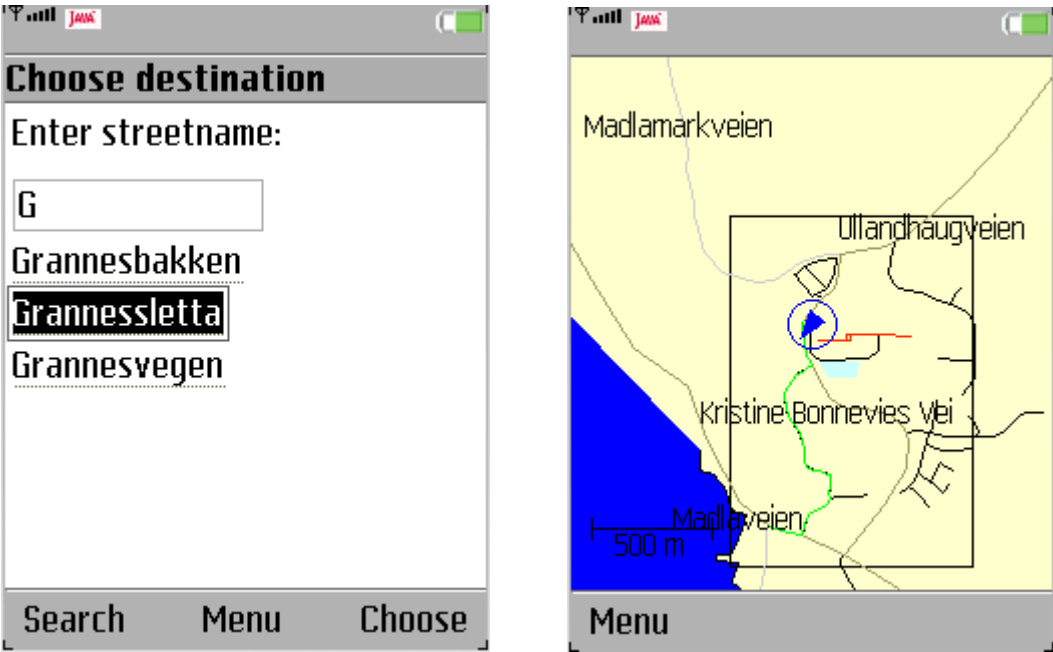 JAVA
Choose destination
Enter streetname:
G
Grannesbakken
Grannessletta
Grannesvegen
Search Menu Choose
JAVA
Madlamarkveien
Ullandhaugveien
Kristine Bonnevies Vei
Madlaveien
500 m
Menu